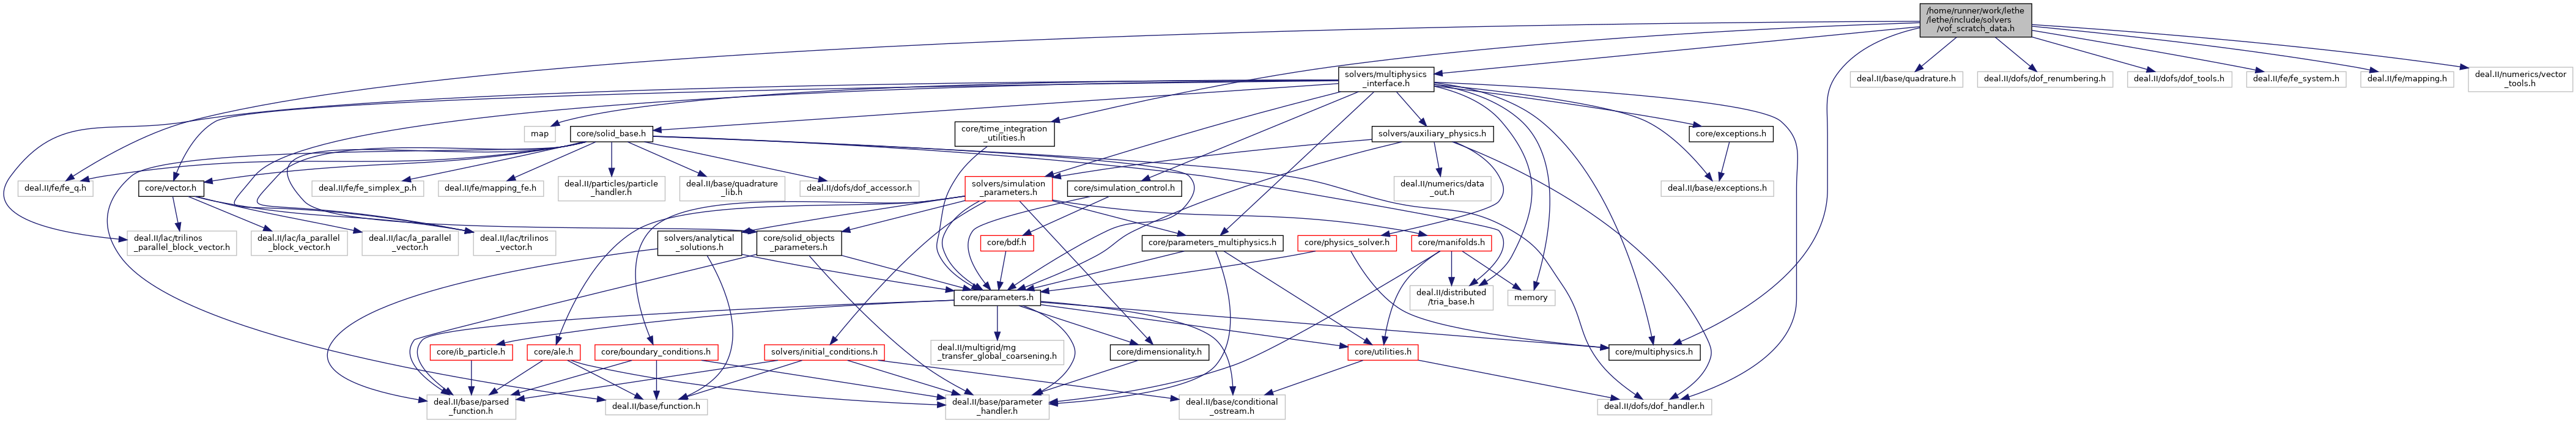 /home/runner/work/lethe
/lethe/include/solvers
/vof_scratch_data.h
solvers/multiphysics
_interface.h
deal.II/base/quadrature.h
deal.II/dofs/dof_renumbering.h
deal.II/dofs/dof_tools.h
deal.II/fe/fe_system.h
deal.II/fe/mapping.h
deal.II/numerics/vector
_tools.h
map
core/solid_base.h
core/time_integration
_utilities.h
solvers/auxiliary_physics.h
core/exceptions.h
deal.II/fe/fe_q.h
core/vector.h
deal.II/fe/fe_simplex_p.h
deal.II/fe/mapping_fe.h
deal.II/particles/particle
_handler.h
deal.II/base/quadrature
_lib.h
deal.II/dofs/dof_accessor.h
solvers/simulation
_parameters.h
core/simulation_control.h
deal.II/numerics/data
_out.h
deal.II/base/exceptions.h
deal.II/lac/trilinos
_parallel_block_vector.h
deal.II/lac/la_parallel
_block_vector.h
deal.II/lac/la_parallel
_vector.h
deal.II/lac/trilinos
_vector.h
solvers/analytical
_solutions.h
core/solid_objects
_parameters.h
core/bdf.h
core/parameters_multiphysics.h
core/physics_solver.h
core/manifolds.h
core/parameters.h
deal.II/distributed
/tria_base.h
memory
core/ib_particle.h
core/ale.h
core/boundary_conditions.h
solvers/initial_conditions.h
deal.II/multigrid/mg
_transfer_global_coarsening.h
core/dimensionality.h
core/utilities.h
core/multiphysics.h
deal.II/base/parsed
_function.h
deal.II/base/function.h
deal.II/base/parameter
_handler.h
deal.II/base/conditional
_ostream.h
deal.II/dofs/dof_handler.h